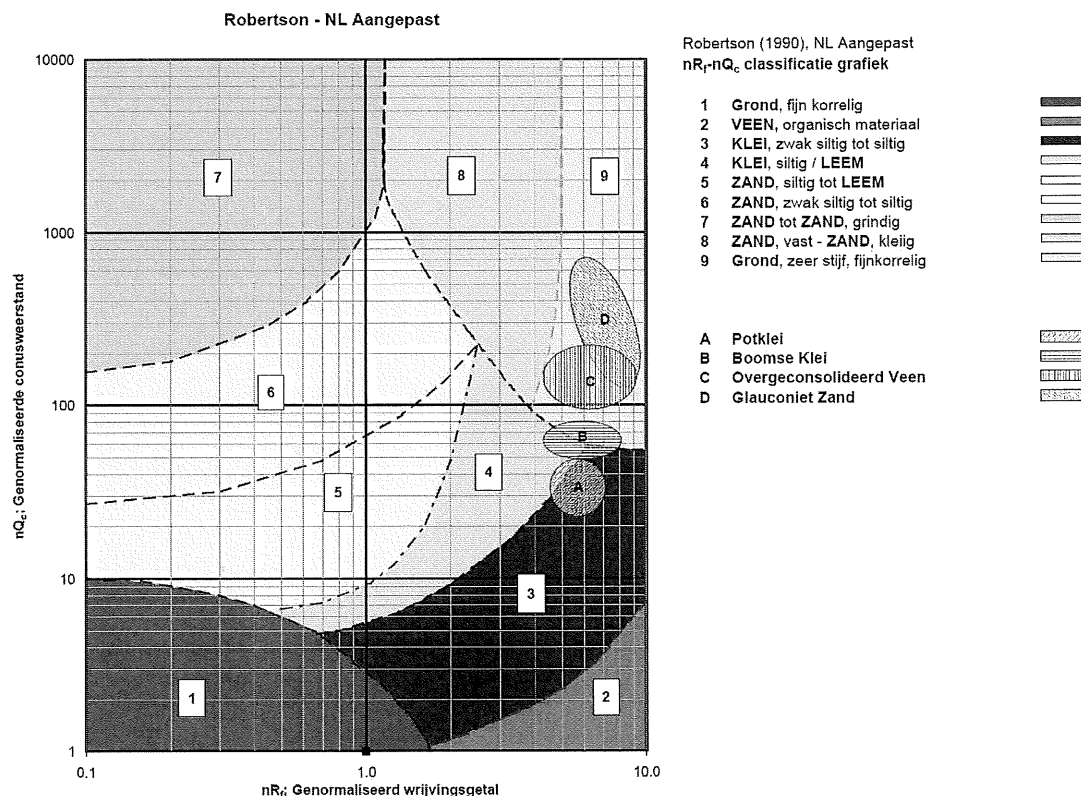 Robertson - NL Aangepast
10000
1000
100
10
1
0.1
1.0
10.0
nQc; Genormaliseerde conusweerstand
nRf; Genormaliseerd wrijvingsgetal
7
8
9
6
5
4
3
1
2
D
C
B
A
Robertson (1990), NL Aangepast
nRf-nQc classificatie grafiek
1 Grond, fijn korrelig
2 VEEN, organisch materiaal
3 KLEI, zwak siltig tot siltig
4 KLEI, siltig / LEEM
5 ZAND, siltig tot LEEM
6 ZAND, zwak siltig tot siltig
7 ZAND tot ZAND, grindig
8 ZAND, vast - ZAND, kleiig
9 Grond, zeer stijf, fijnkorrelig
A Potklei
B Boomse Klei
C Overgeconsolideerd Veen
D Glauconiet Zand